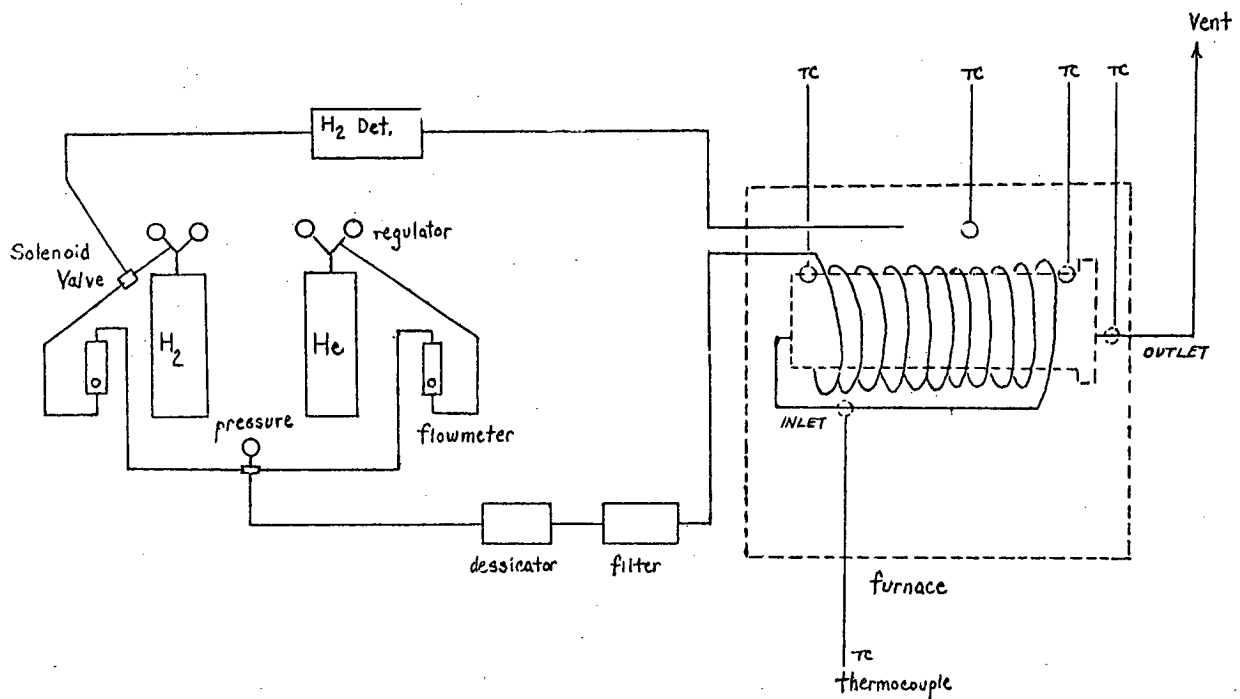 Vent
TC
TC
TC
TC
H2 Det.
regulator
Solenoid
Valve
H2
He
pressure
flowmeter
OUTLET
INLET
dessicator
filter
furnace
TC
thermocouple